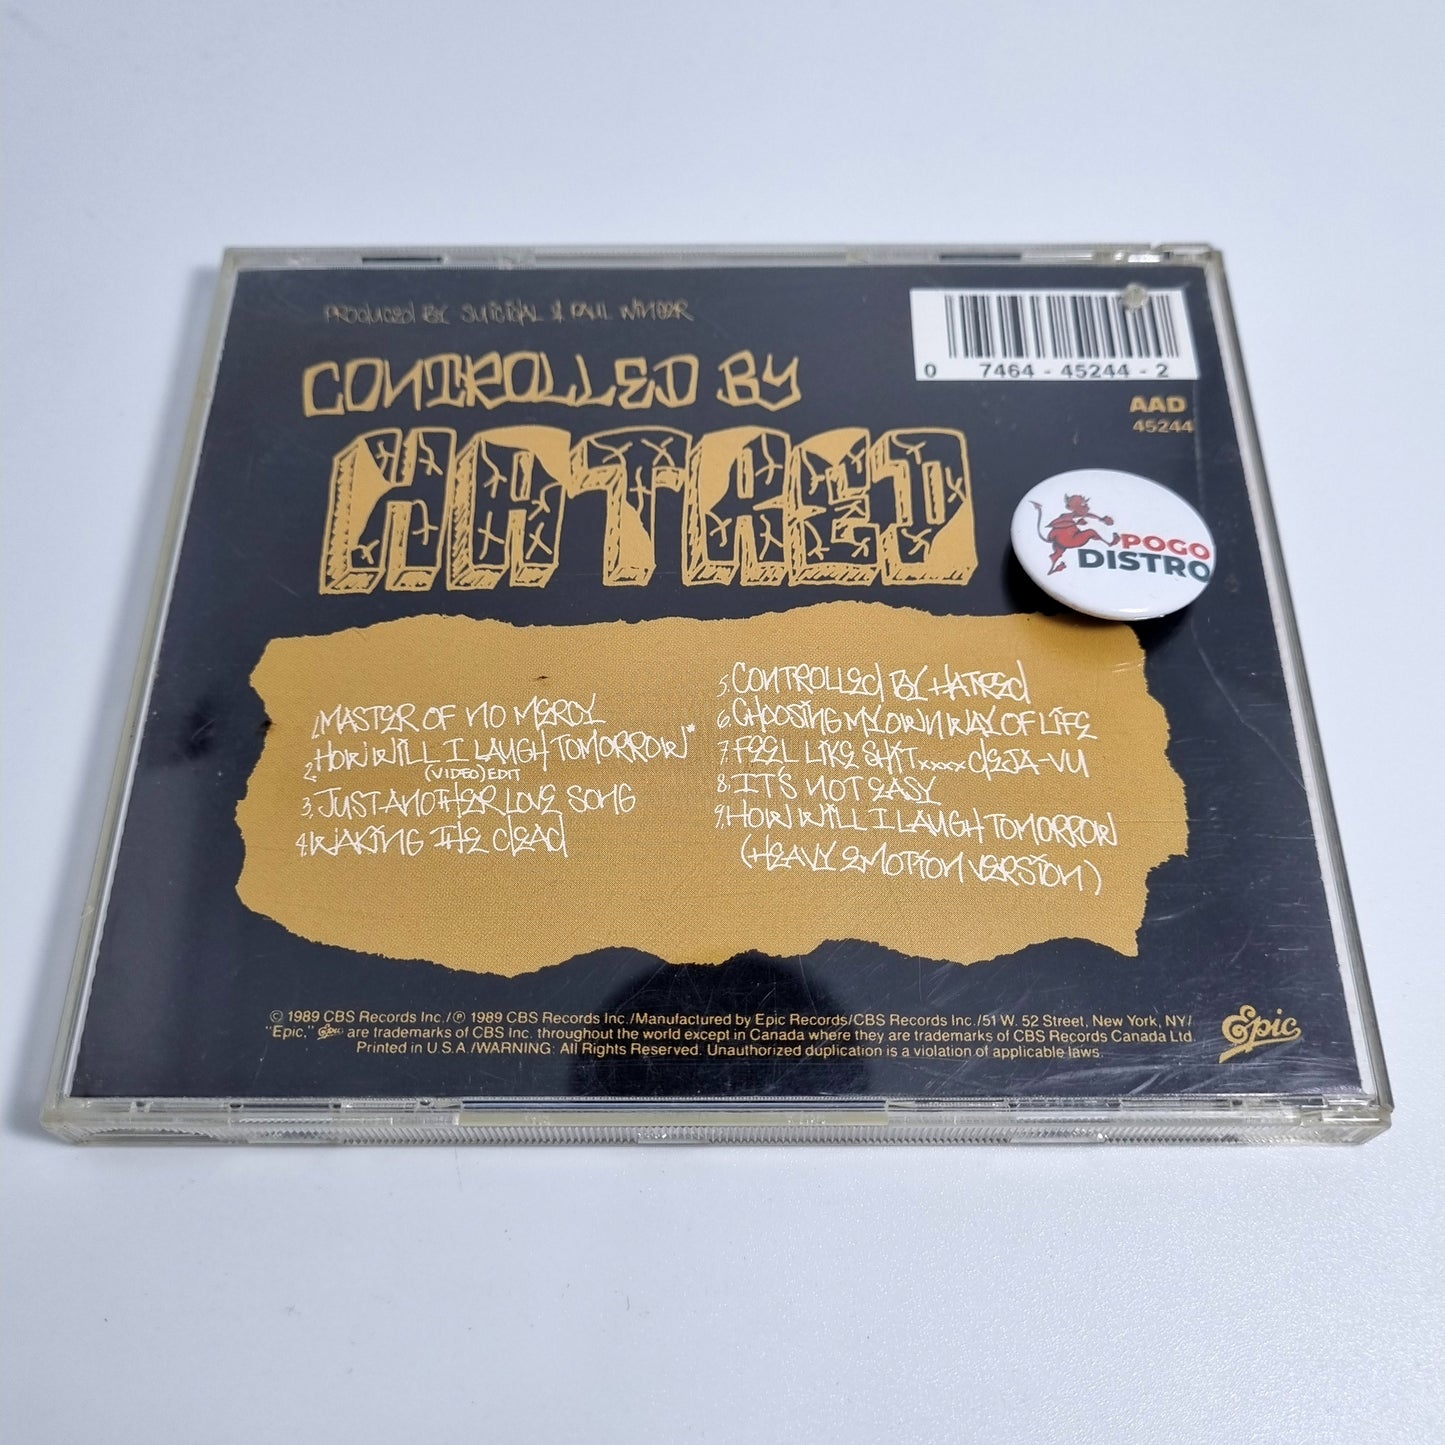 PRODUCED BY SUICIDAL & PAUL WINGER
CONTROLLED BY
HATRED
0 7464 - 45244 - 2
AAD
45244
POGO
DISTRO
1. MASTER OF NO MERCY
2. HOW WILL I LAUGH TOMORROW*
(VIDEO) EDIT
3. JUST ANOTHER LOVE SONG
4. WAKING THE DEAD
5. CONTROLLED BY HATRED
6. CHOOSING MY OWN WAY OF LIFE
7. FEEL LIKE SHIT xxxx DEJA-VU
8. IT'S NOT EASY
9. HOW WILL I LAUGH TOMORROW
(HEAVY EMOTION VERSION)
© 1989 CBS Records Inc./℗ 1989 CBS Records Inc./Manufactured by Epic Records/CBS Records Inc./51 W. 52 Street, New York, NY/
"Epic," Epic are trademarks of CBS Inc. throughout the world except in Canada where they are trademarks of CBS Records Canada Ltd.
Printed in U.S.A./WARNING: All Rights Reserved. Unauthorized duplication is a violation of applicable laws.
Epic